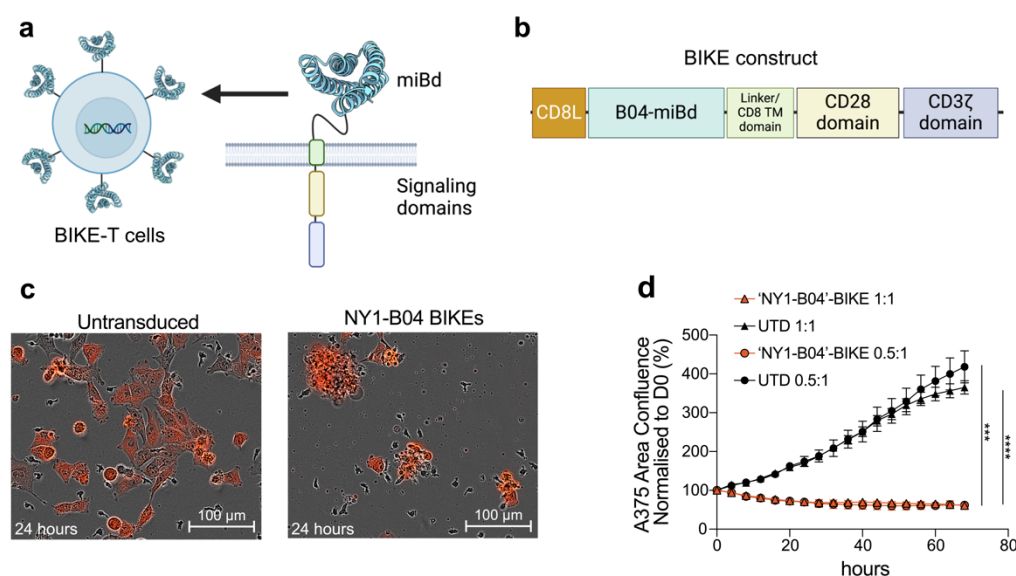 a
miBd
Signaling
domains
BIKE-T cells
b
BIKE construct
CD8L
B04-miBd
Linker/
CD8 TM
domain
CD28
domain
CD3ζ
domain
c
Untransduced
24 hours
100 µm
NY1-B04 BIKEs
24 hours
100 µm
d
‘NY1-B04’-BIKE 1:1
UTD 1:1
‘NY1-B04’-BIKE 0.5:1
UTD 0.5:1
A375 Area Confluence
Normalised to D0 (%)
500
400
300
200
100
0
0
20
40
60
80
hours
***
****